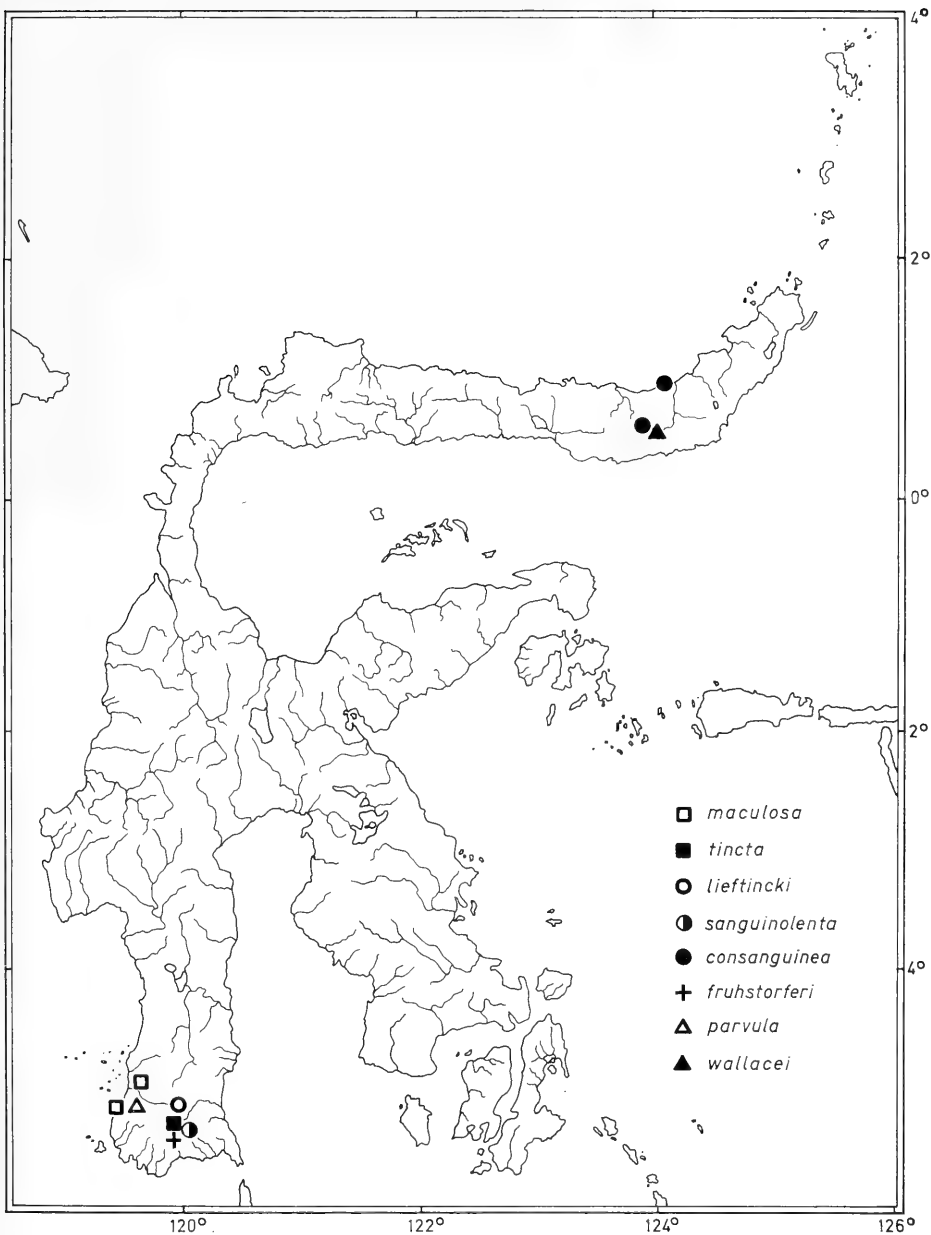 4°
2°
0°
2°
maculosa
tincta
lieftincki
sanguinolenta
consanguinea
4°
fruhstorferi
parvula
wallacei
120°
122°
124°
126°